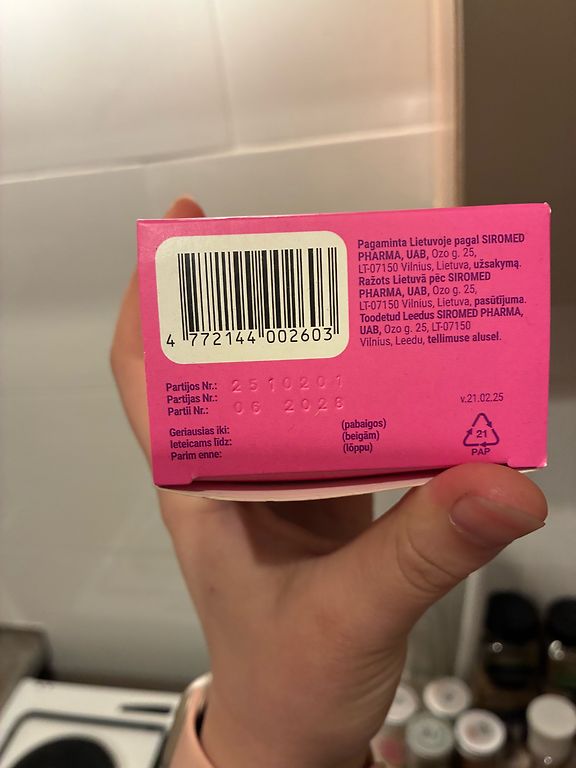 Pagaminta Lietuvoje pagal SIROMED
PHARMA, UAB, Ozo g. 25,
LT-07150 Vilnius, Lietuva, užsakymą.
Ražots Lietuvā pēc SIROMED
PHARMA, UAB, Ozo g. 25,
LT-07150 Vilnius, Lietuva, pasūtījuma.
Toodetud Leedus SIROMED PHARMA,
UAB, Ozo g. 25, LT-07150
Vilnius, Leedu, tellimuse alusel.
4 772144 002603
Partijos Nr.: 2510201
Partijas Nr.:
Partii Nr.: 06 2028
v.21.02.25
Geriausias iki: (pabaigos)
Ieteicams līdz: (beigām)
Parim enne: (lõppu)
21
PAP